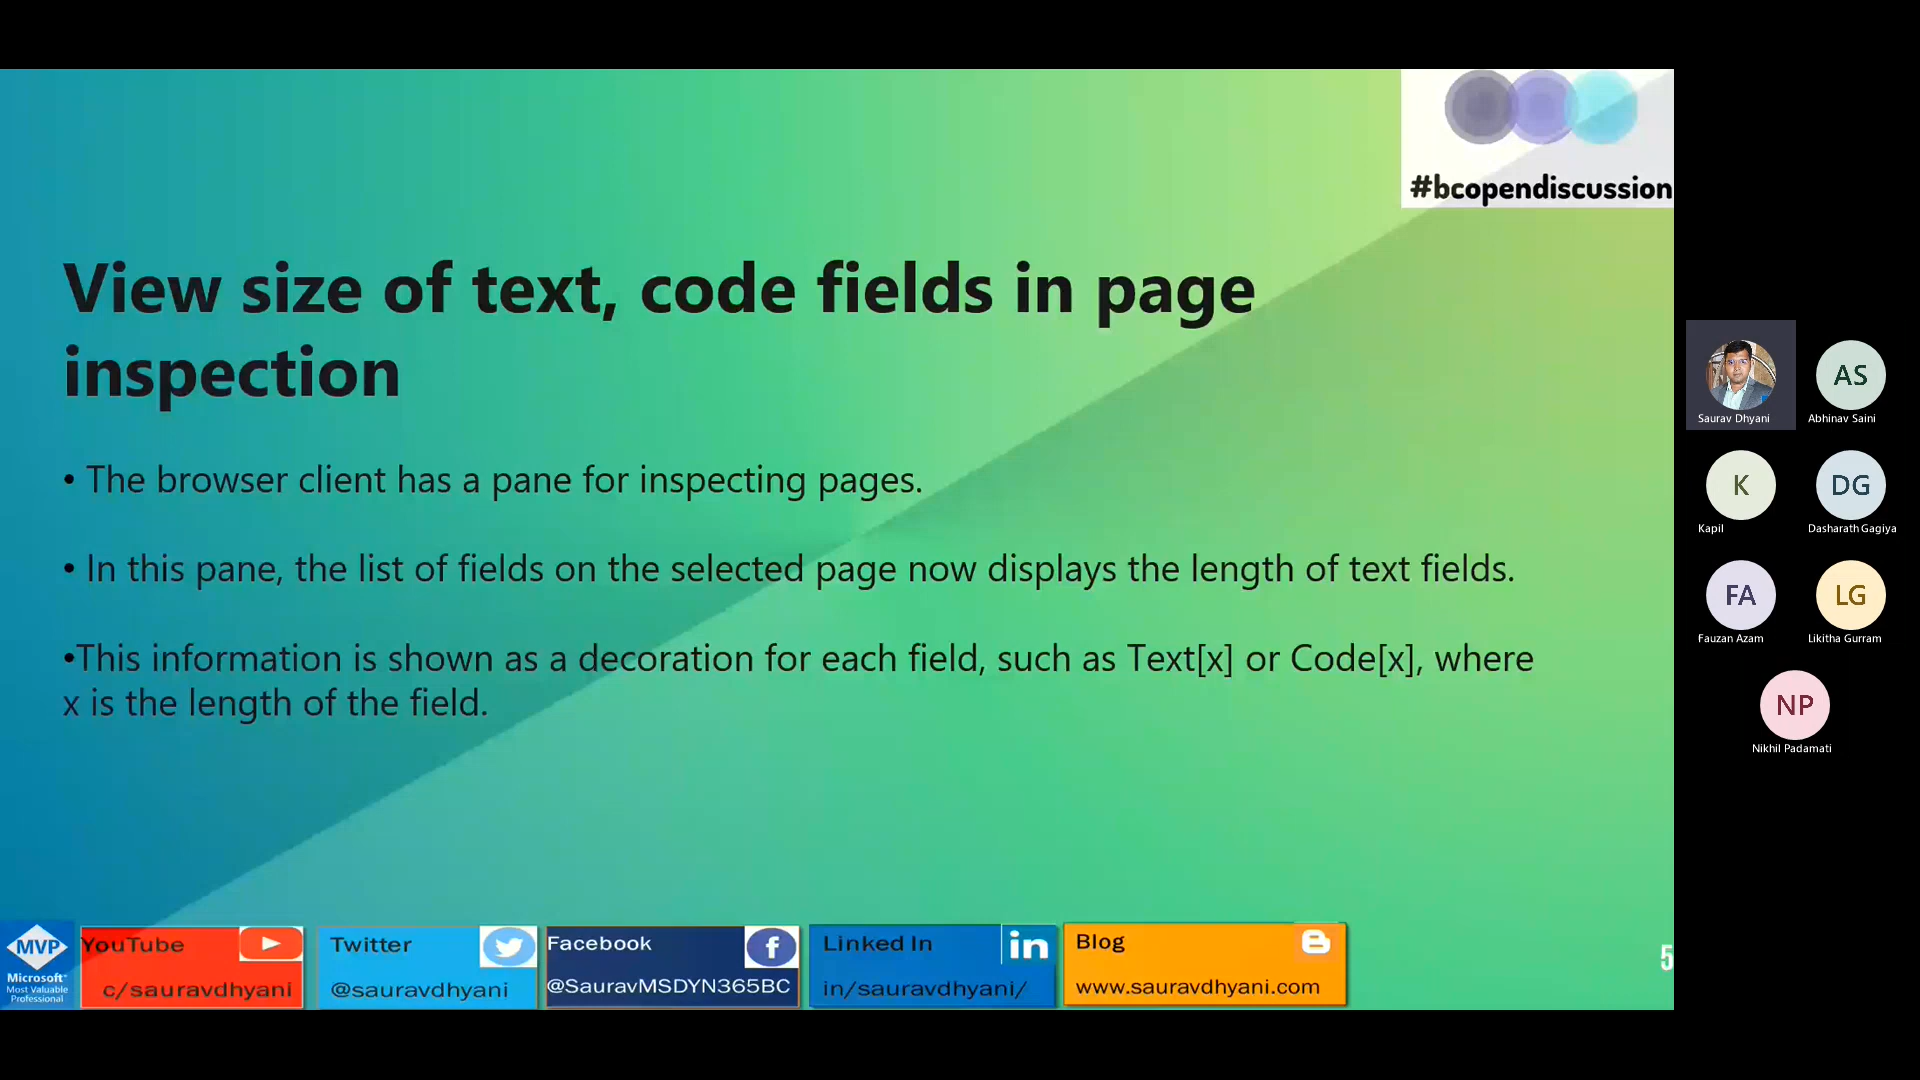 #bcopendiscussion
View size of text, code fields in page
inspection
• The browser client has a pane for inspecting pages.
• In this pane, the list of fields on the selected page now displays the length of text fields.
•This information is shown as a decoration for each field, such as Text[x] or Code[x], where
x is the length of the field.
MVP
Microsoft
Most Valuable
Professional
YouTube
c/sauravdhyani
Twitter
@sauravdhyani
Facebook
f
@SauravMSDYN365BC
Linked In
in
in/sauravdhyani/
Blog
www.sauravdhyani.com
5
Saurav Dhyani
AS
Abhinav Saini
K
Kapil
DG
Dasharath Gagiya
FA
Fauzan Azam
LG
Likitha Gurram
NP
Nikhil Padamati